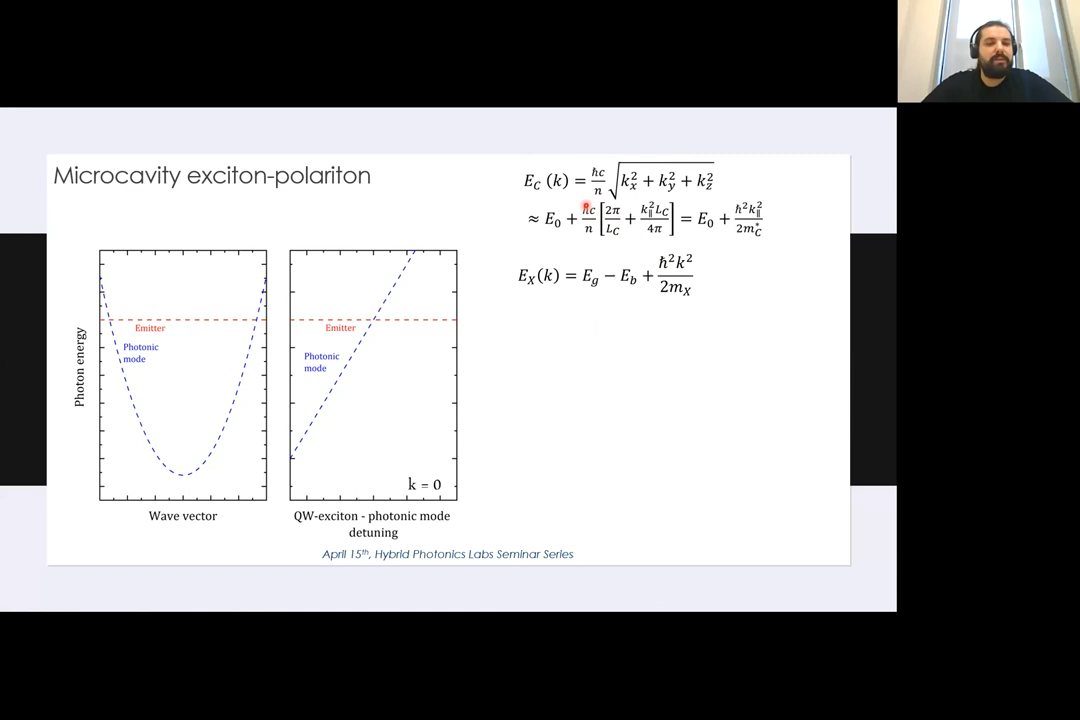 Microcavity exciton-polariton
E_C (k) = ħc/n √(k_x^2 + k_y^2 + k_z^2)
≈ E_0 + ħc/n [2π/L_C + k_∥^2 L_C/4π] = E_0 + ħ^2 k_∥^2/2m_C^*
E_X(k) = E_g − E_b + ħ^2 k^2/2m_X
Photon energy
Emitter
Photonic
mode
Wave vector
Emitter
Photonic
mode
k = 0
QW-exciton - photonic mode
detuning
April 15th, Hybrid Photonics Labs Seminar Series